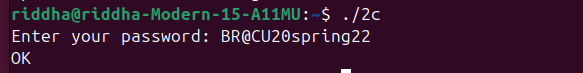 riddha@riddha-Modern-15-A11MU:~$ ./2c
Enter your password: BR@CU20spring22
OK